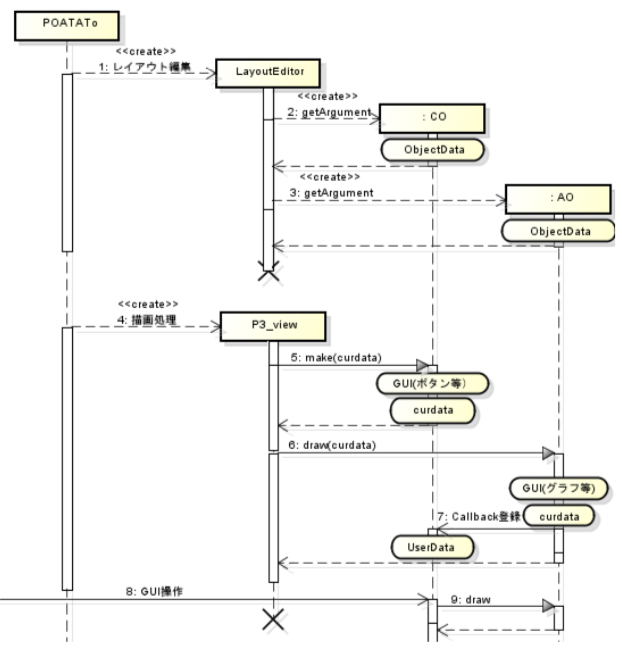 POATATo
<<create>>
1: レイアウト編集
LayoutEditor
<<create>>
2: getArgument
: CO
ObjectData
<<create>>
3: getArgument
: AO
ObjectData
<<create>>
4: 描画処理
P3_view
5: make(curdata)
GUI(ボタン等)
curdata
6: draw(curdata)
GUI(グラフ等)
7: Callback登録
curdata
UserData
8: GUI操作
9: draw